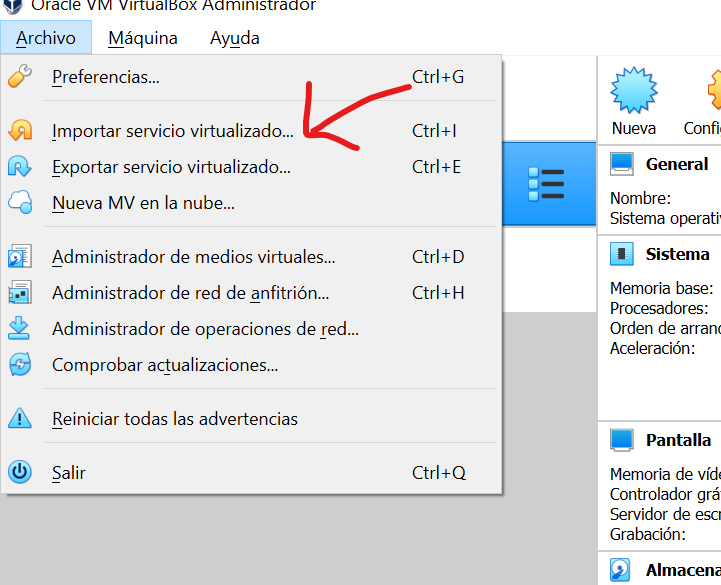 Oracle VM VirtualBox Administrador
Archivo Máquina Ayuda
Preferencias... Ctrl+G
Importar servicio virtualizado... Ctrl+I
Exportar servicio virtualizado... Ctrl+E
Nueva MV en la nube...
Administrador de medios virtuales... Ctrl+D
Administrador de red de anfitrión... Ctrl+H
Administrador de operaciones de red...
Comprobar actualizaciones...
Reiniciar todas las advertencias
Salir Ctrl+Q
Nueva Confi
General
Nombre:
Sistema operativ
Sistema
Memoria base:
Procesadores:
Orden de arranc
Aceleración:
Pantalla
Memoria de víde
Controlador grá
Servidor de escr
Grabación:
Almacena